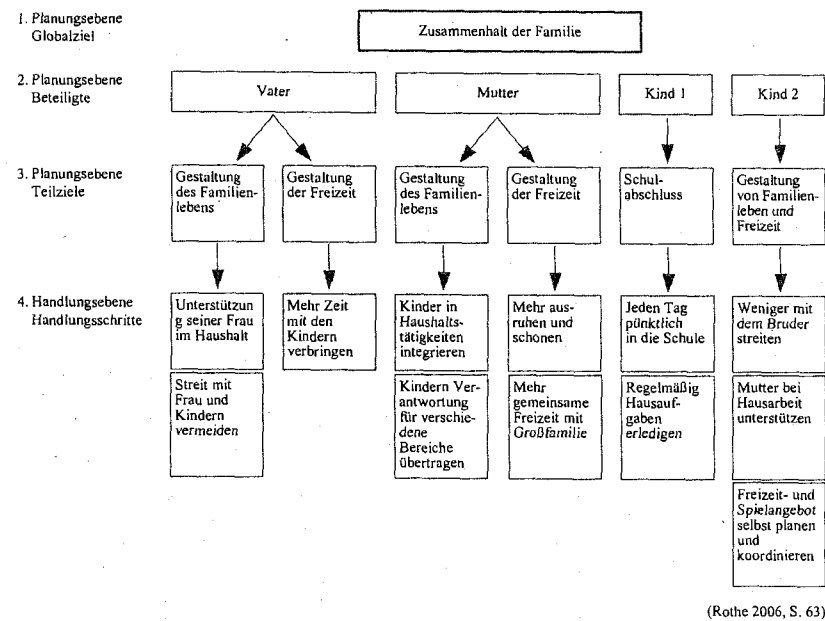 1. Planungsebene
Globalziel
Zusammenhalt der Familie
2. Planungsebene
Beteiligte
Vater
Mutter
Kind 1
Kind 2
3. Planungsebene
Teilziele
Gestaltung
des Familien-
lebens
Gestaltung
der Freizeit
Gestaltung
des Familien-
lebens
Gestaltung
der Freizeit
Schul-
abschluss
Gestaltung
von Familien-
leben und
Freizeit
4. Handlungsebene
Handlungsschritte
Unterstützun
g seiner Frau
im Haushalt
Mehr Zeit
mit den
Kindern
verbringen
Kinder in
Haushalts-
tätigkeiten
integrieren
Mehr aus-
ruhen und
schonen
Jeden Tag
pünktlich
in die Schule
Weniger mit
dem Bruder
streiten
Streit mit
Frau und
Kindern
vermeiden
Kindern Ver-
antwortung
für verschie-
dene
Bereiche
übertragen
Mehr
gemeinsame
Freizeit mit
Großfamilie
Regelmäßig
Hausauf-
gaben
erledigen
Mutter bei
Hausarbeit
unterstützen
Freizeit- und
Spielangebot
selbst planen
und
koordinieren
(Rothe 2006, S. 63)